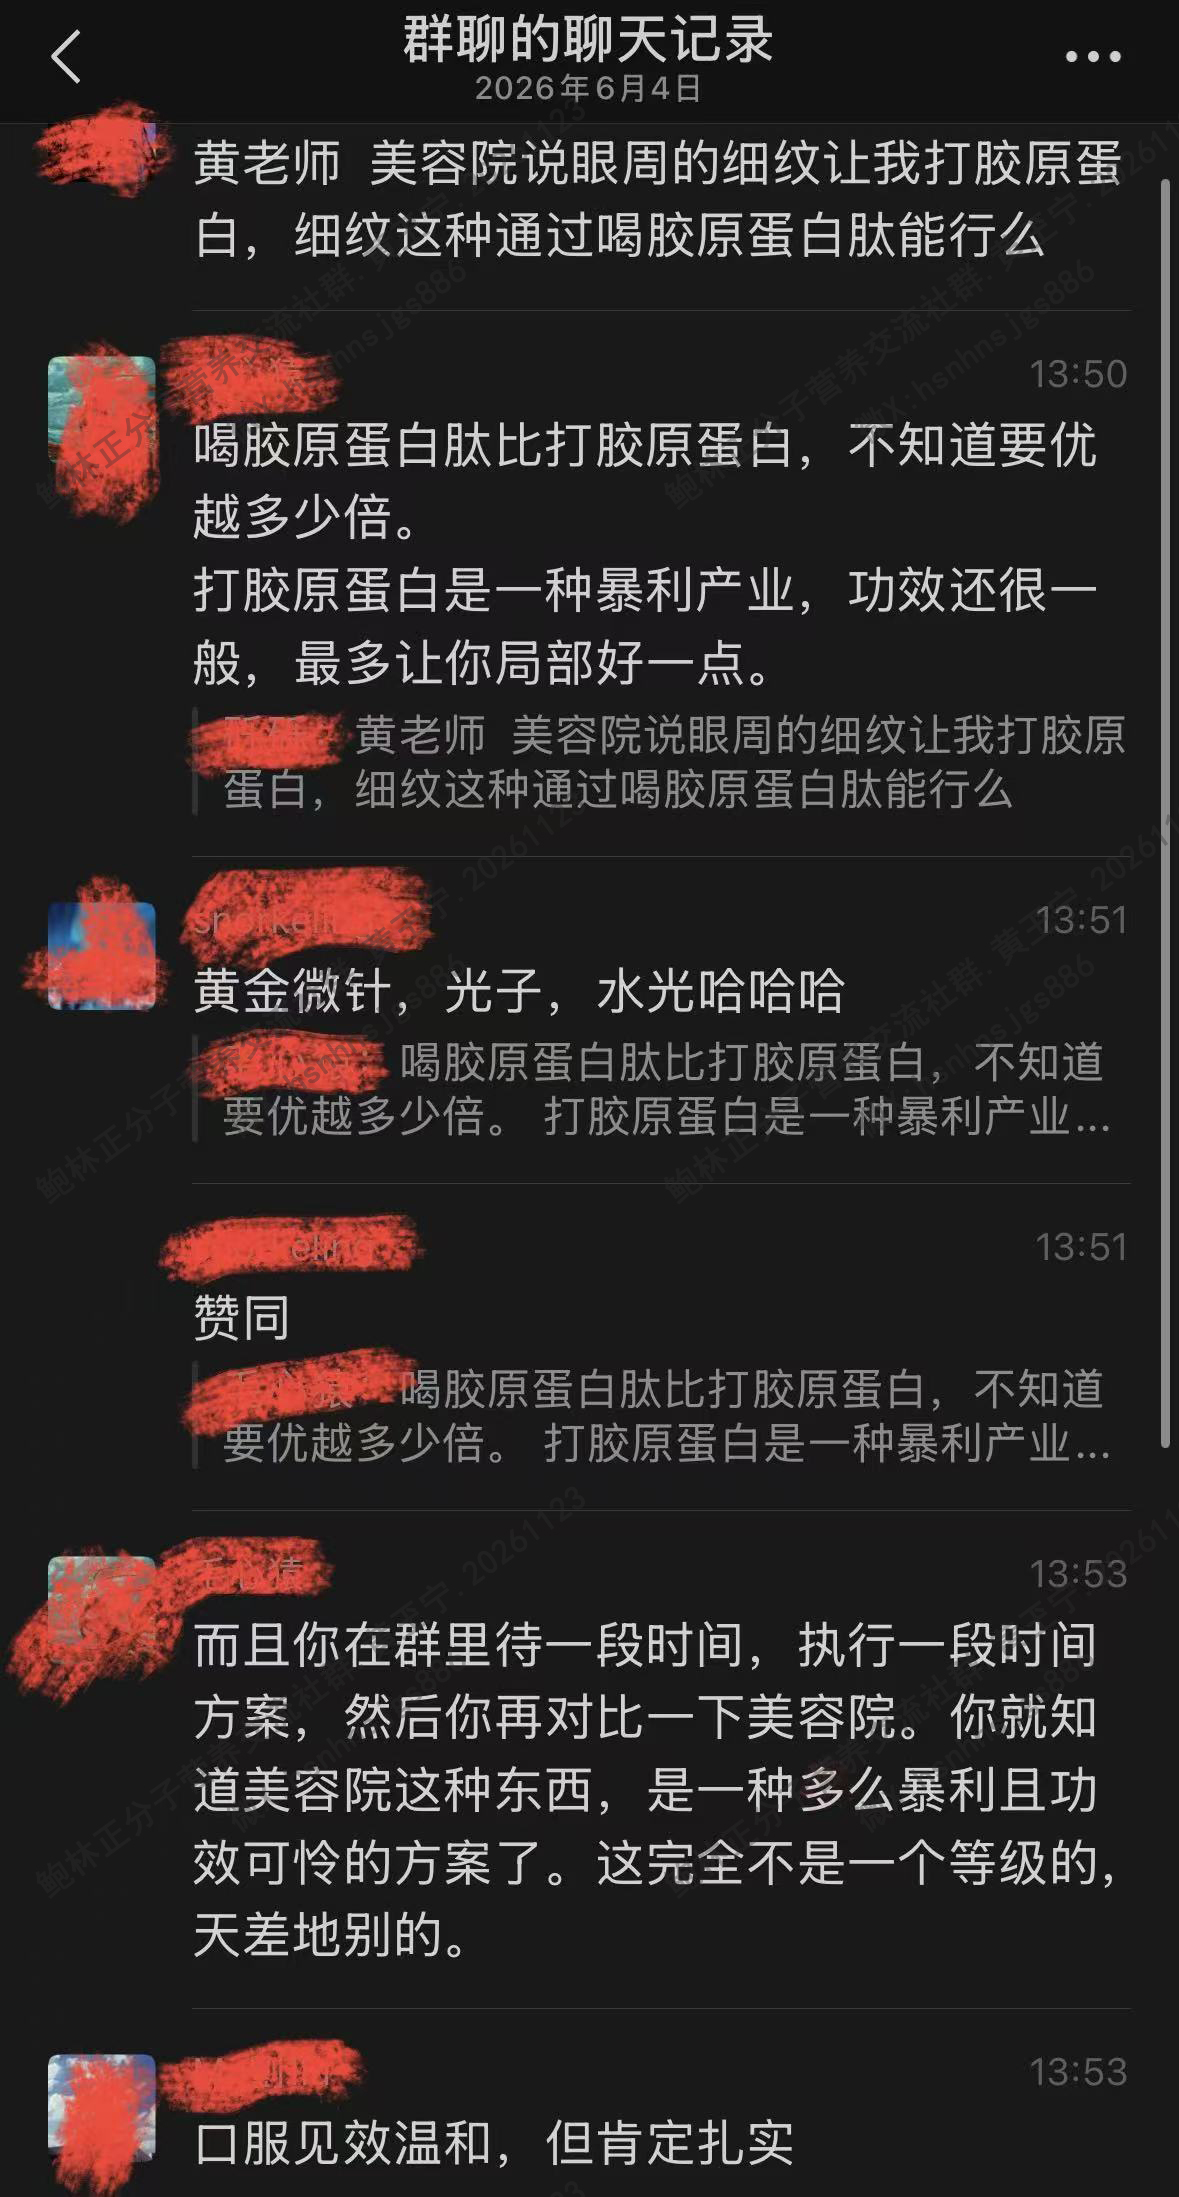 群聊的聊天记录
2026年6月4日
黄老师 美容院说眼周的细纹让我打胶原蛋
白，细纹这种通过喝胶原蛋白肽能行么
13:50
喝胶原蛋白肽比打胶原蛋白，不知道要优
越多少倍。
打胶原蛋白是一种暴利产业，功效还很一
般，最多让你局部好一点。
黄老师 美容院说眼周的细纹让我打胶原
蛋白，细纹这种通过喝胶原蛋白肽能行么
13:51
黄金微针，光子，水光哈哈哈
喝胶原蛋白肽比打胶原蛋白，不知道
要优越多少倍。 打胶原蛋白是一种暴利产业...
13:51
赞同
喝胶原蛋白肽比打胶原蛋白，不知道
要优越多少倍。 打胶原蛋白是一种暴利产业...
13:53
而且你在群里待一段时间，执行一段时间
方案，然后你再对比一下美容院。你就知
道美容院这种东西，是一种多么暴利且功
效可怜的方案了。这完全不是一个等级的，
天差地别的。
13:53
口服见效温和，但肯定扎实